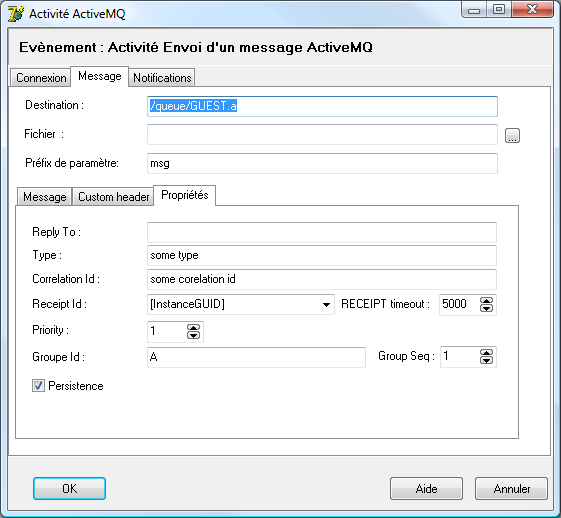 Activité ActiveMQ
Evènement : Activité Envoi d'un message ActiveMQ
Connexion Message Notifications
Destination : /queue/GUEST.a
Fichier : ...
Préfix de paramètre: msg
Message Custom header Propriétés
Reply To :
Type : some type
Correlation Id : some corelation id
Receipt Id : [InstanceGUID] RECEIPT timeout : 5000
Priority : 1
Groupe Id : A Group Seq : 1
Persistence
OK Aide Annuler